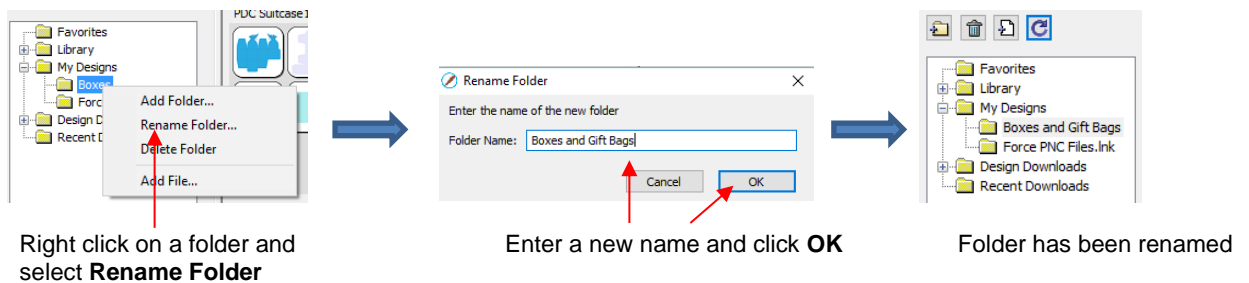 PDC Suitcase 1
Favorites
Library
My Designs
Boxes
Forc
Design D
Recent D
Add Folder...
Rename Folder...
Delete Folder
Add File...
Right click on a folder and
select Rename Folder
Rename Folder
Enter the name of the new folder
Folder Name: Boxes and Gift Bags
Cancel OK
Enter a new name and click OK
Favorites
Library
My Designs
Boxes and Gift Bags
Force PNC Files.lnk
Design Downloads
Recent Downloads
Folder has been renamed